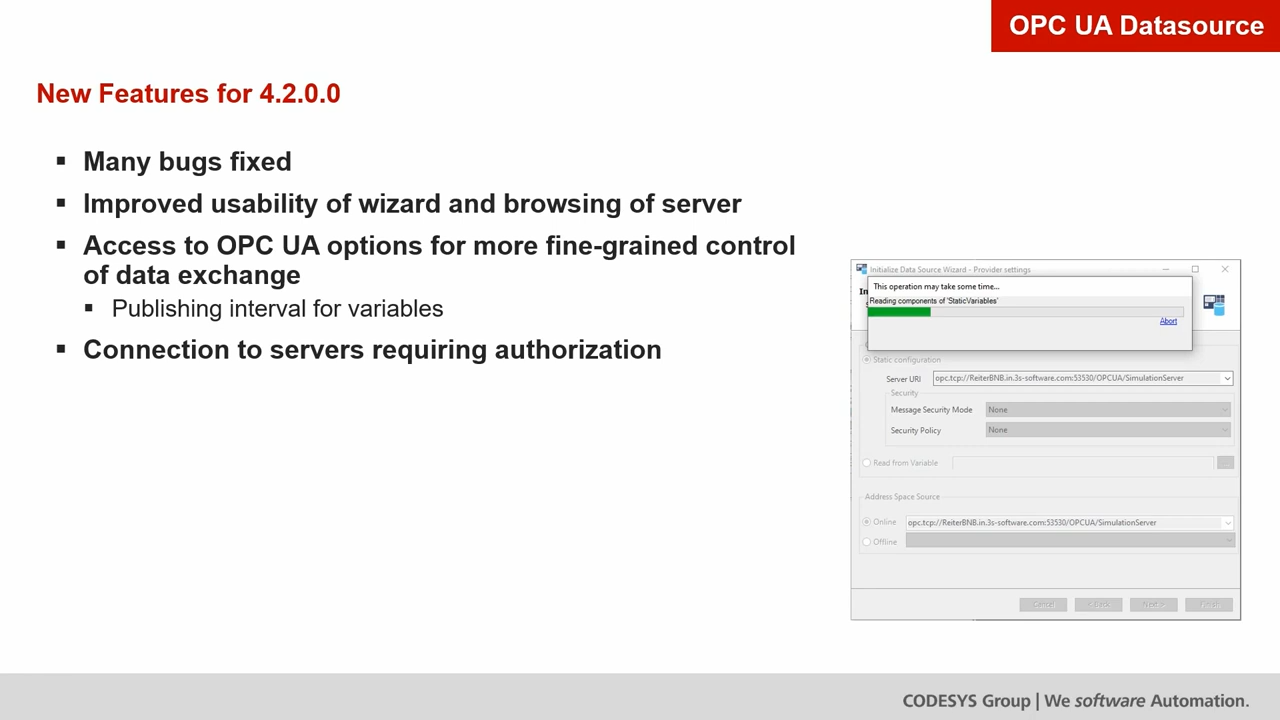 OPC UA Datasource
New Features for 4.2.0.0
▪ Many bugs fixed
▪ Improved usability of wizard and browsing of server
▪ Access to OPC UA options for more fine-grained control
of data exchange
▪ Publishing interval for variables
▪ Connection to servers requiring authorization
Initialize Data Source Wizard - Provider settings
This operation may take some time...
Reading components of 'StaticVariables'
Abort
Static configuration
Server URI
opc.tcp://ReiterBNB.in.3s-software.com:53530/OPCUA/SimulationServer
Security
Message Security Mode
None
Security Policy
None
Read from Variable
...
Address Space Source
Online
opc.tcp://ReiterBNB.in.3s-software.com:53530/OPCUA/SimulationServer
Offline
Cancel
< Back
Next >
Finish
CODESYS Group | We software Automation.